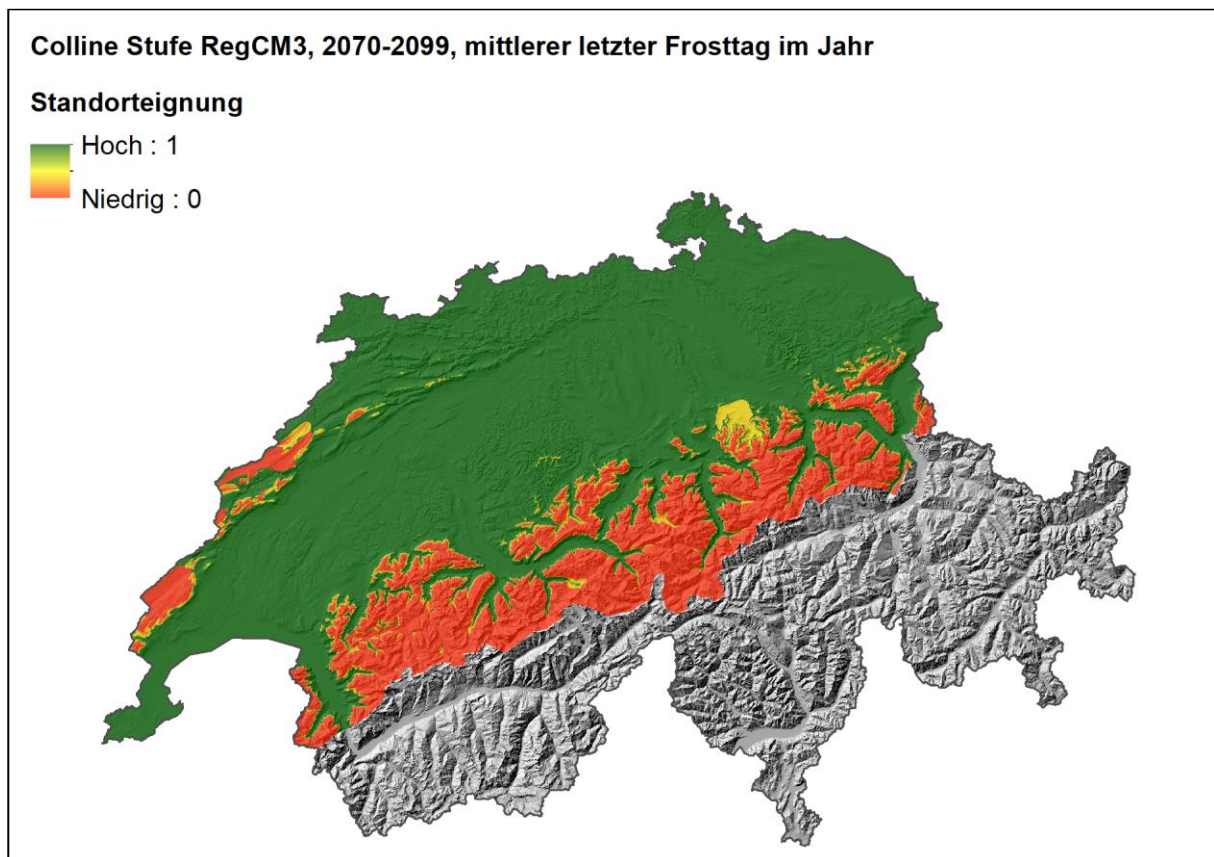 Colline Stufe RegCM3, 2070-2099, mittlerer letzter Frosttag im Jahr
Standorteignung
Hoch : 1
Niedrig : 0